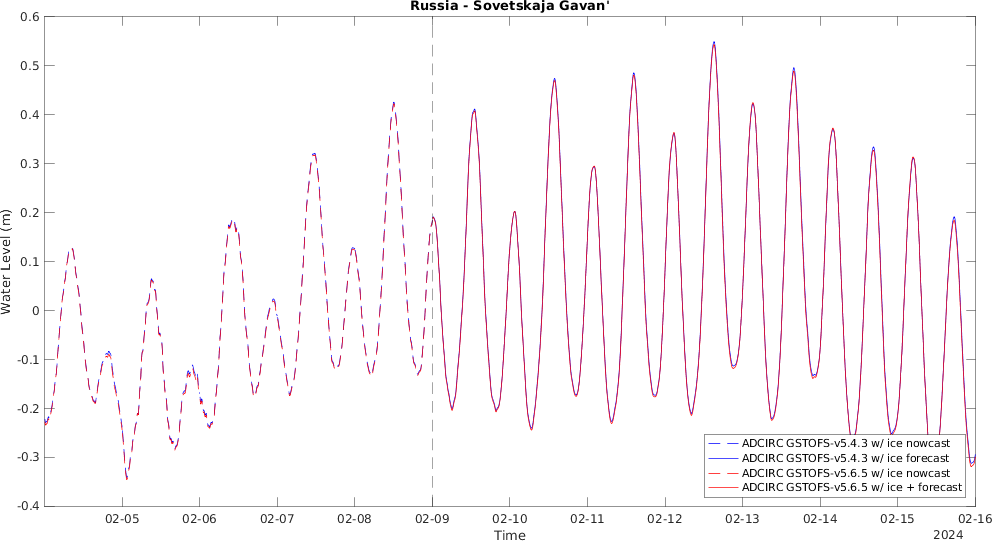 Russia - Sovetskaja Gavan'
Water Level (m)
0.6
0.5
0.4
0.3
0.2
0.1
0
-0.1
-0.2
-0.3
-0.4
ADCIRC GSTOFS-v5.4.3 w/ ice nowcast
ADCIRC GSTOFS-v5.4.3 w/ ice forecast
ADCIRC GSTOFS-v5.6.5 w/ ice nowcast
ADCIRC GSTOFS-v5.6.5 w/ ice + forecast
02-05 02-06 02-07 02-08 02-09 02-10 02-11 02-12 02-13 02-14 02-15 02-16
Time
2024